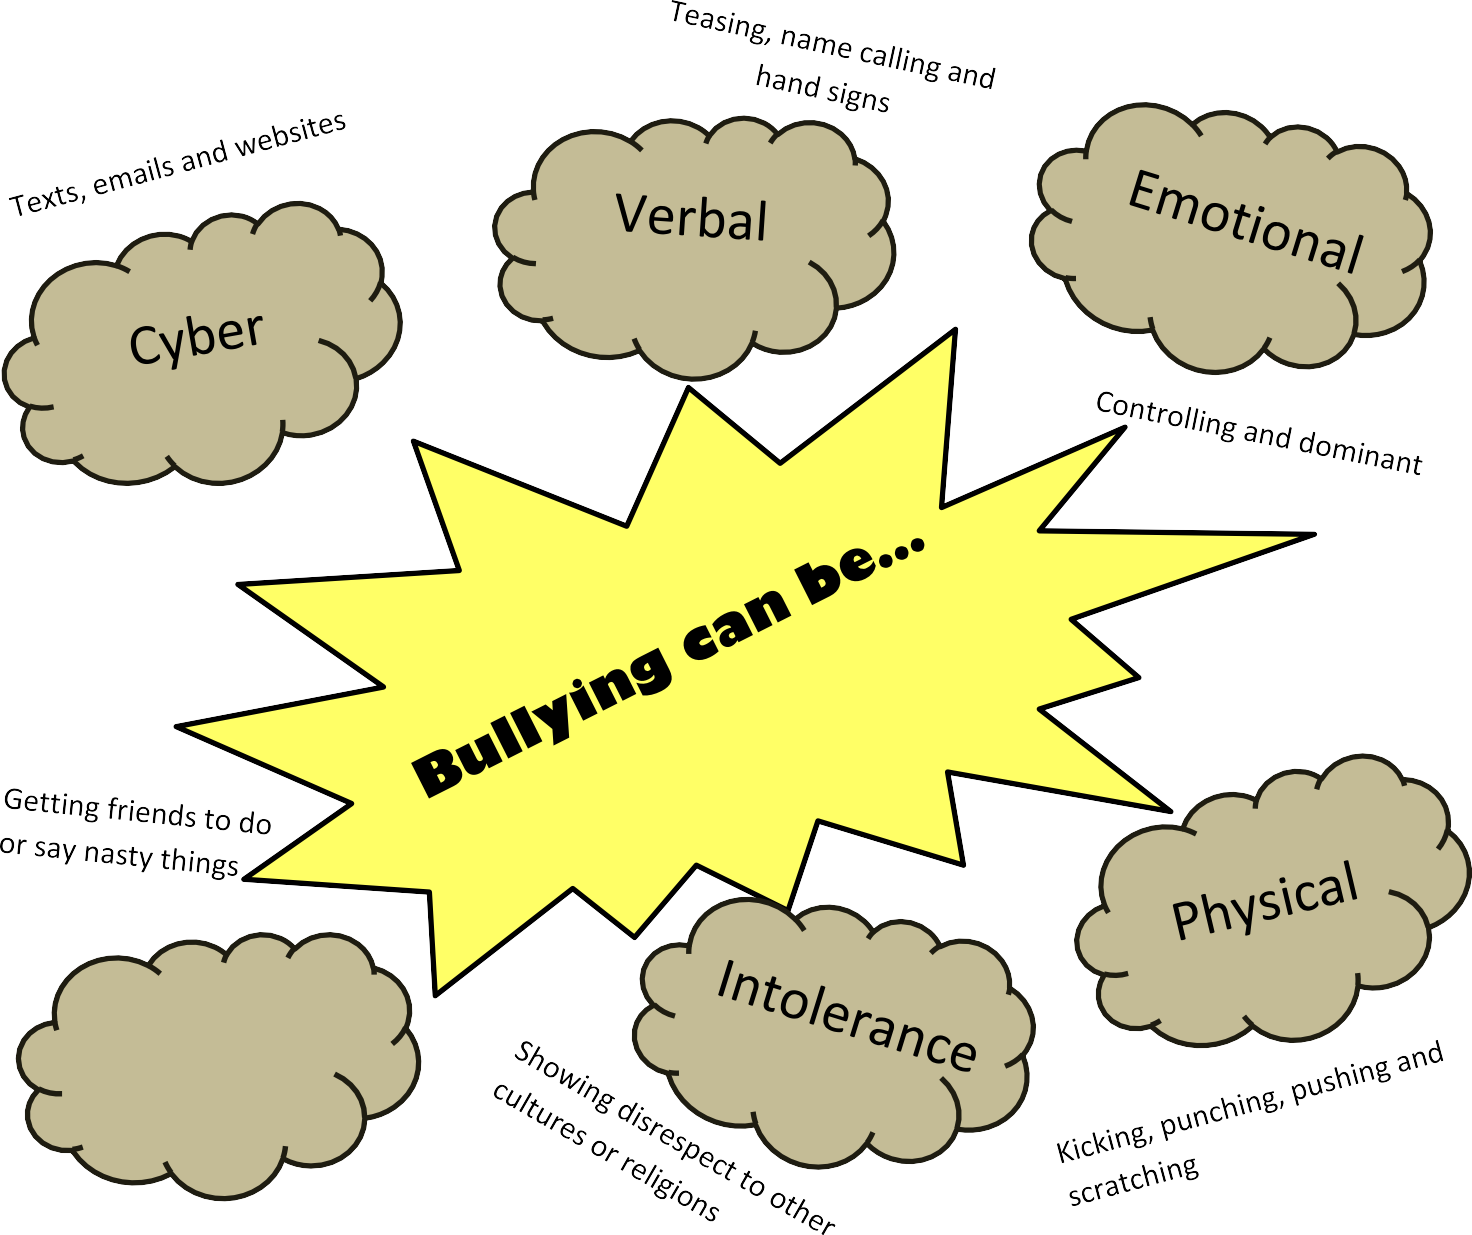 Teasing, name calling and
hand signs
Texts, emails and websites
Verbal
Emotional
Cyber
Controlling and dominant
Bullying can be...
Getting friends to do
or say nasty things
Physical
Intolerance
Showing disrespect to other
cultures or religions
Kicking, punching, pushing and
scratching